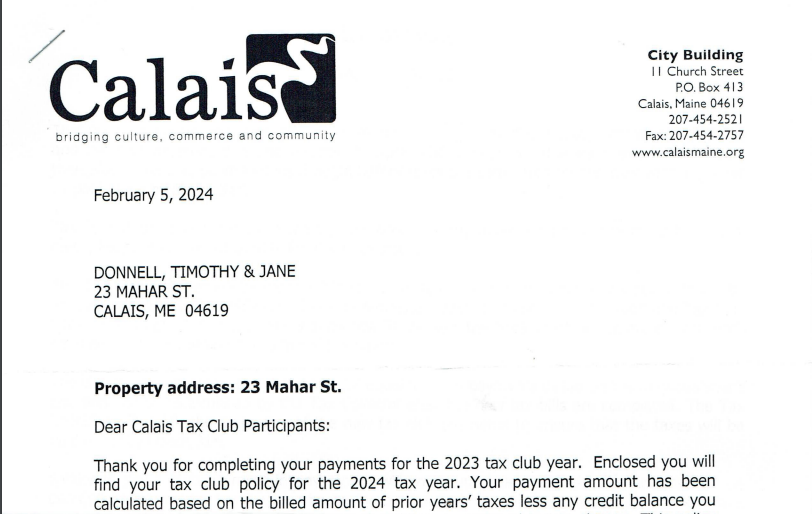 Calais
bridging culture, commerce and community
City Building
11 Church Street
P.O. Box 413
Calais, Maine 04619
207-454-2521
Fax: 207-454-2757
www.calaismaine.org
February 5, 2024
DONNELL, TIMOTHY & JANE
23 MAHAR ST.
CALAIS, ME 04619
Property address: 23 Mahar St.
Dear Calais Tax Club Participants:
Thank you for completing your payments for the 2023 tax club year. Enclosed you will
find your tax club policy for the 2024 tax year. Your payment amount has been
calculated based on the billed amount of prior years' taxes less any credit balance you